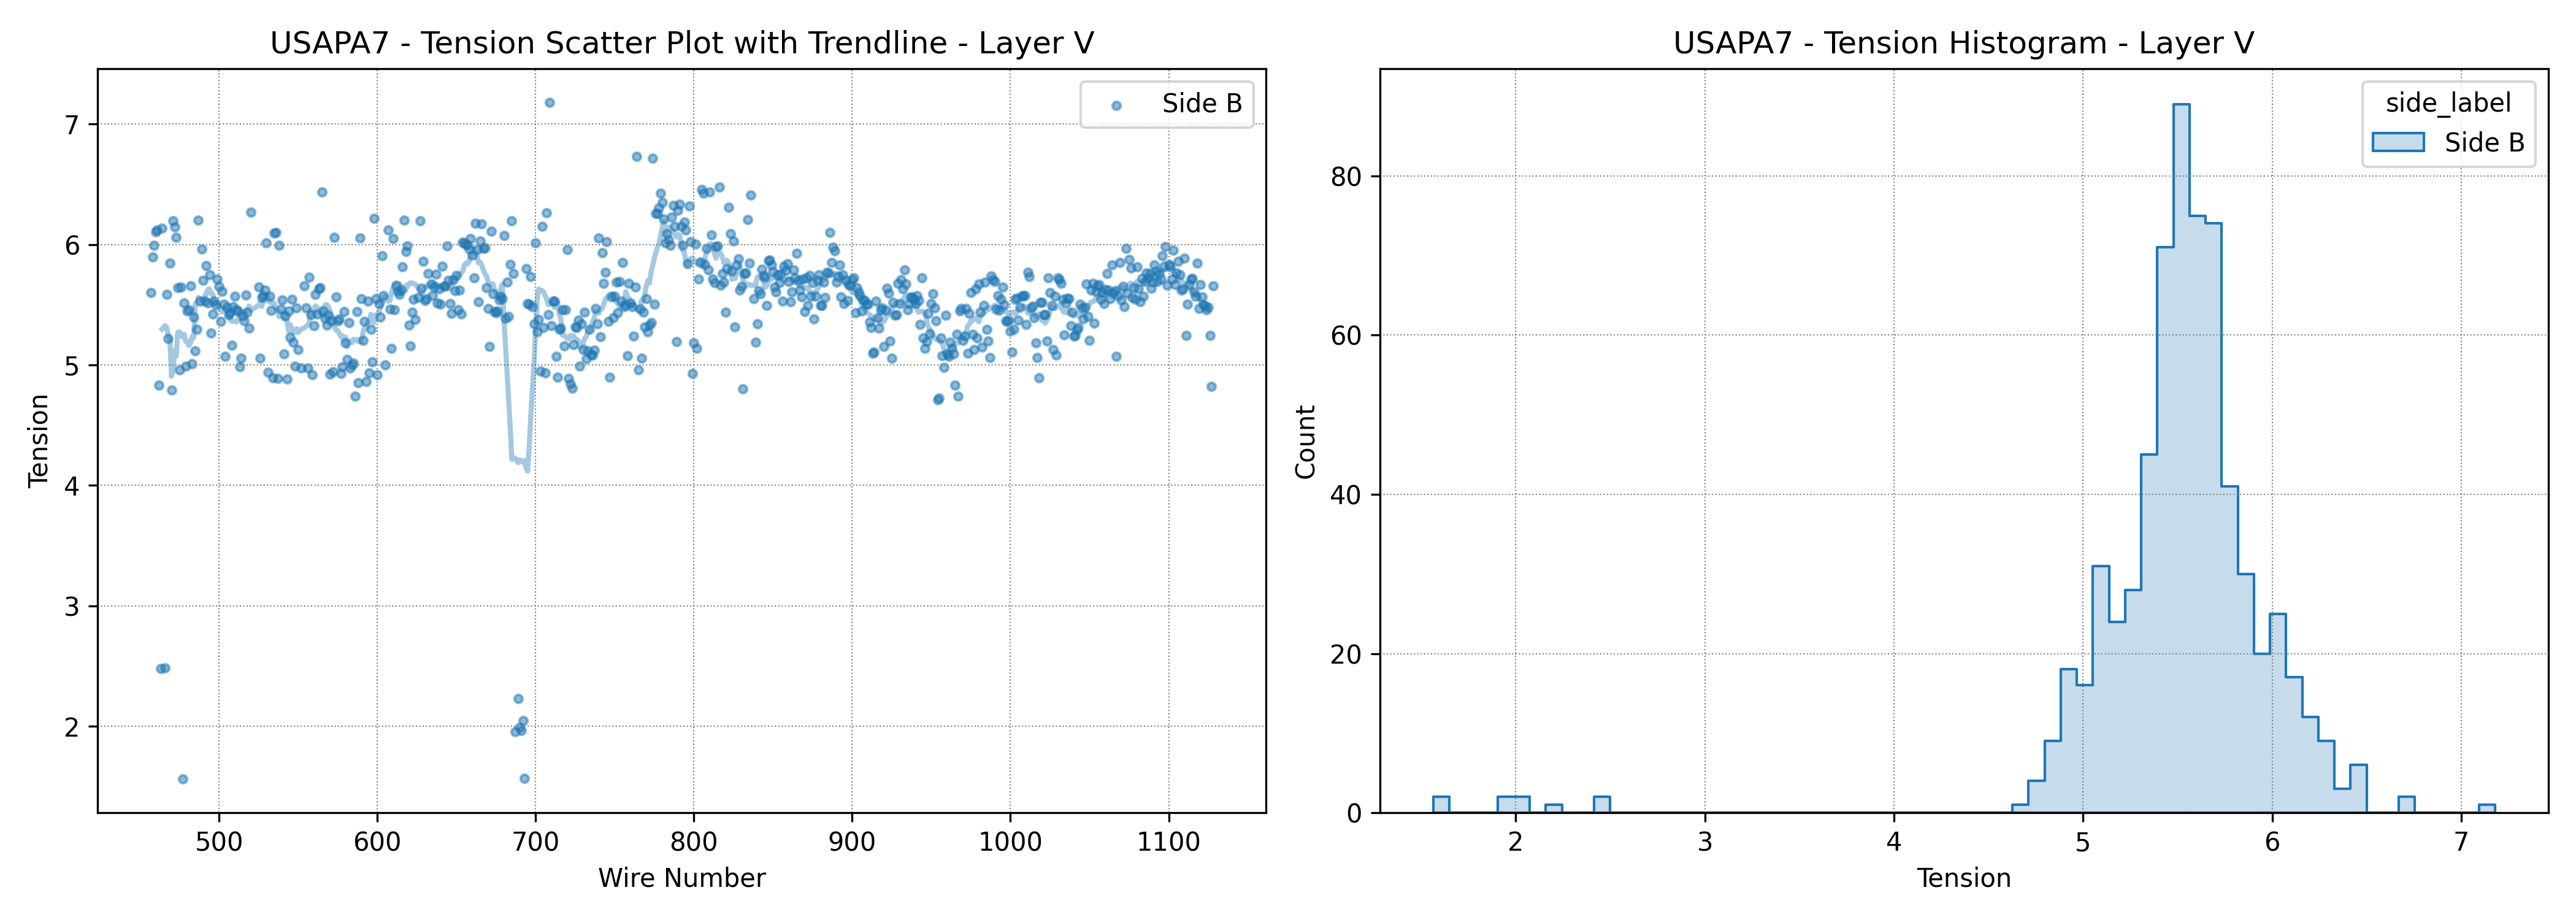 USAPA7 - Tension Scatter Plot with Trendline - Layer V
Side B
7
6
5
4
3
2
Tension
500 600 700 800 900 1000 1100
Wire Number
USAPA7 - Tension Histogram - Layer V
side_label
Side B
80
60
40
20
0
Count
2 3 4 5 6 7
Tension